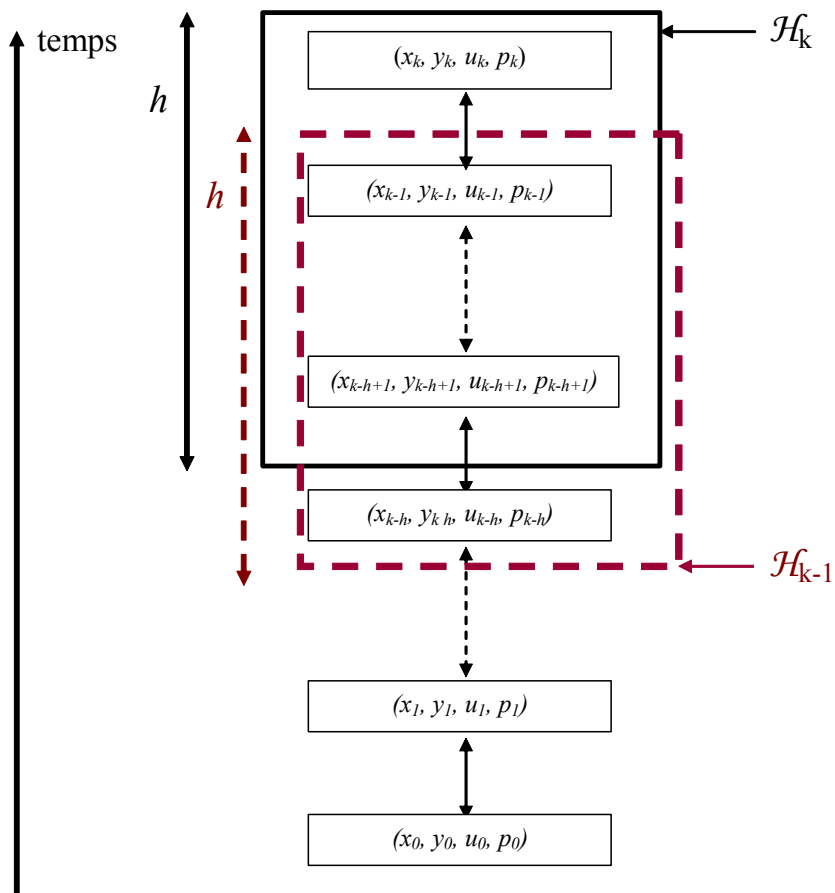 temps
ℋk
(xk, yk, uk, pk)
h
h
(xk-1, yk-1, uk-1, pk-1)
(xk-h+1, yk-h+1, uk-h+1, pk-h+1)
(xk-h, yk h, uk-h, pk-h)
ℋk-1
(x1, y1, u1, p1)
(x0, y0, u0, p0)